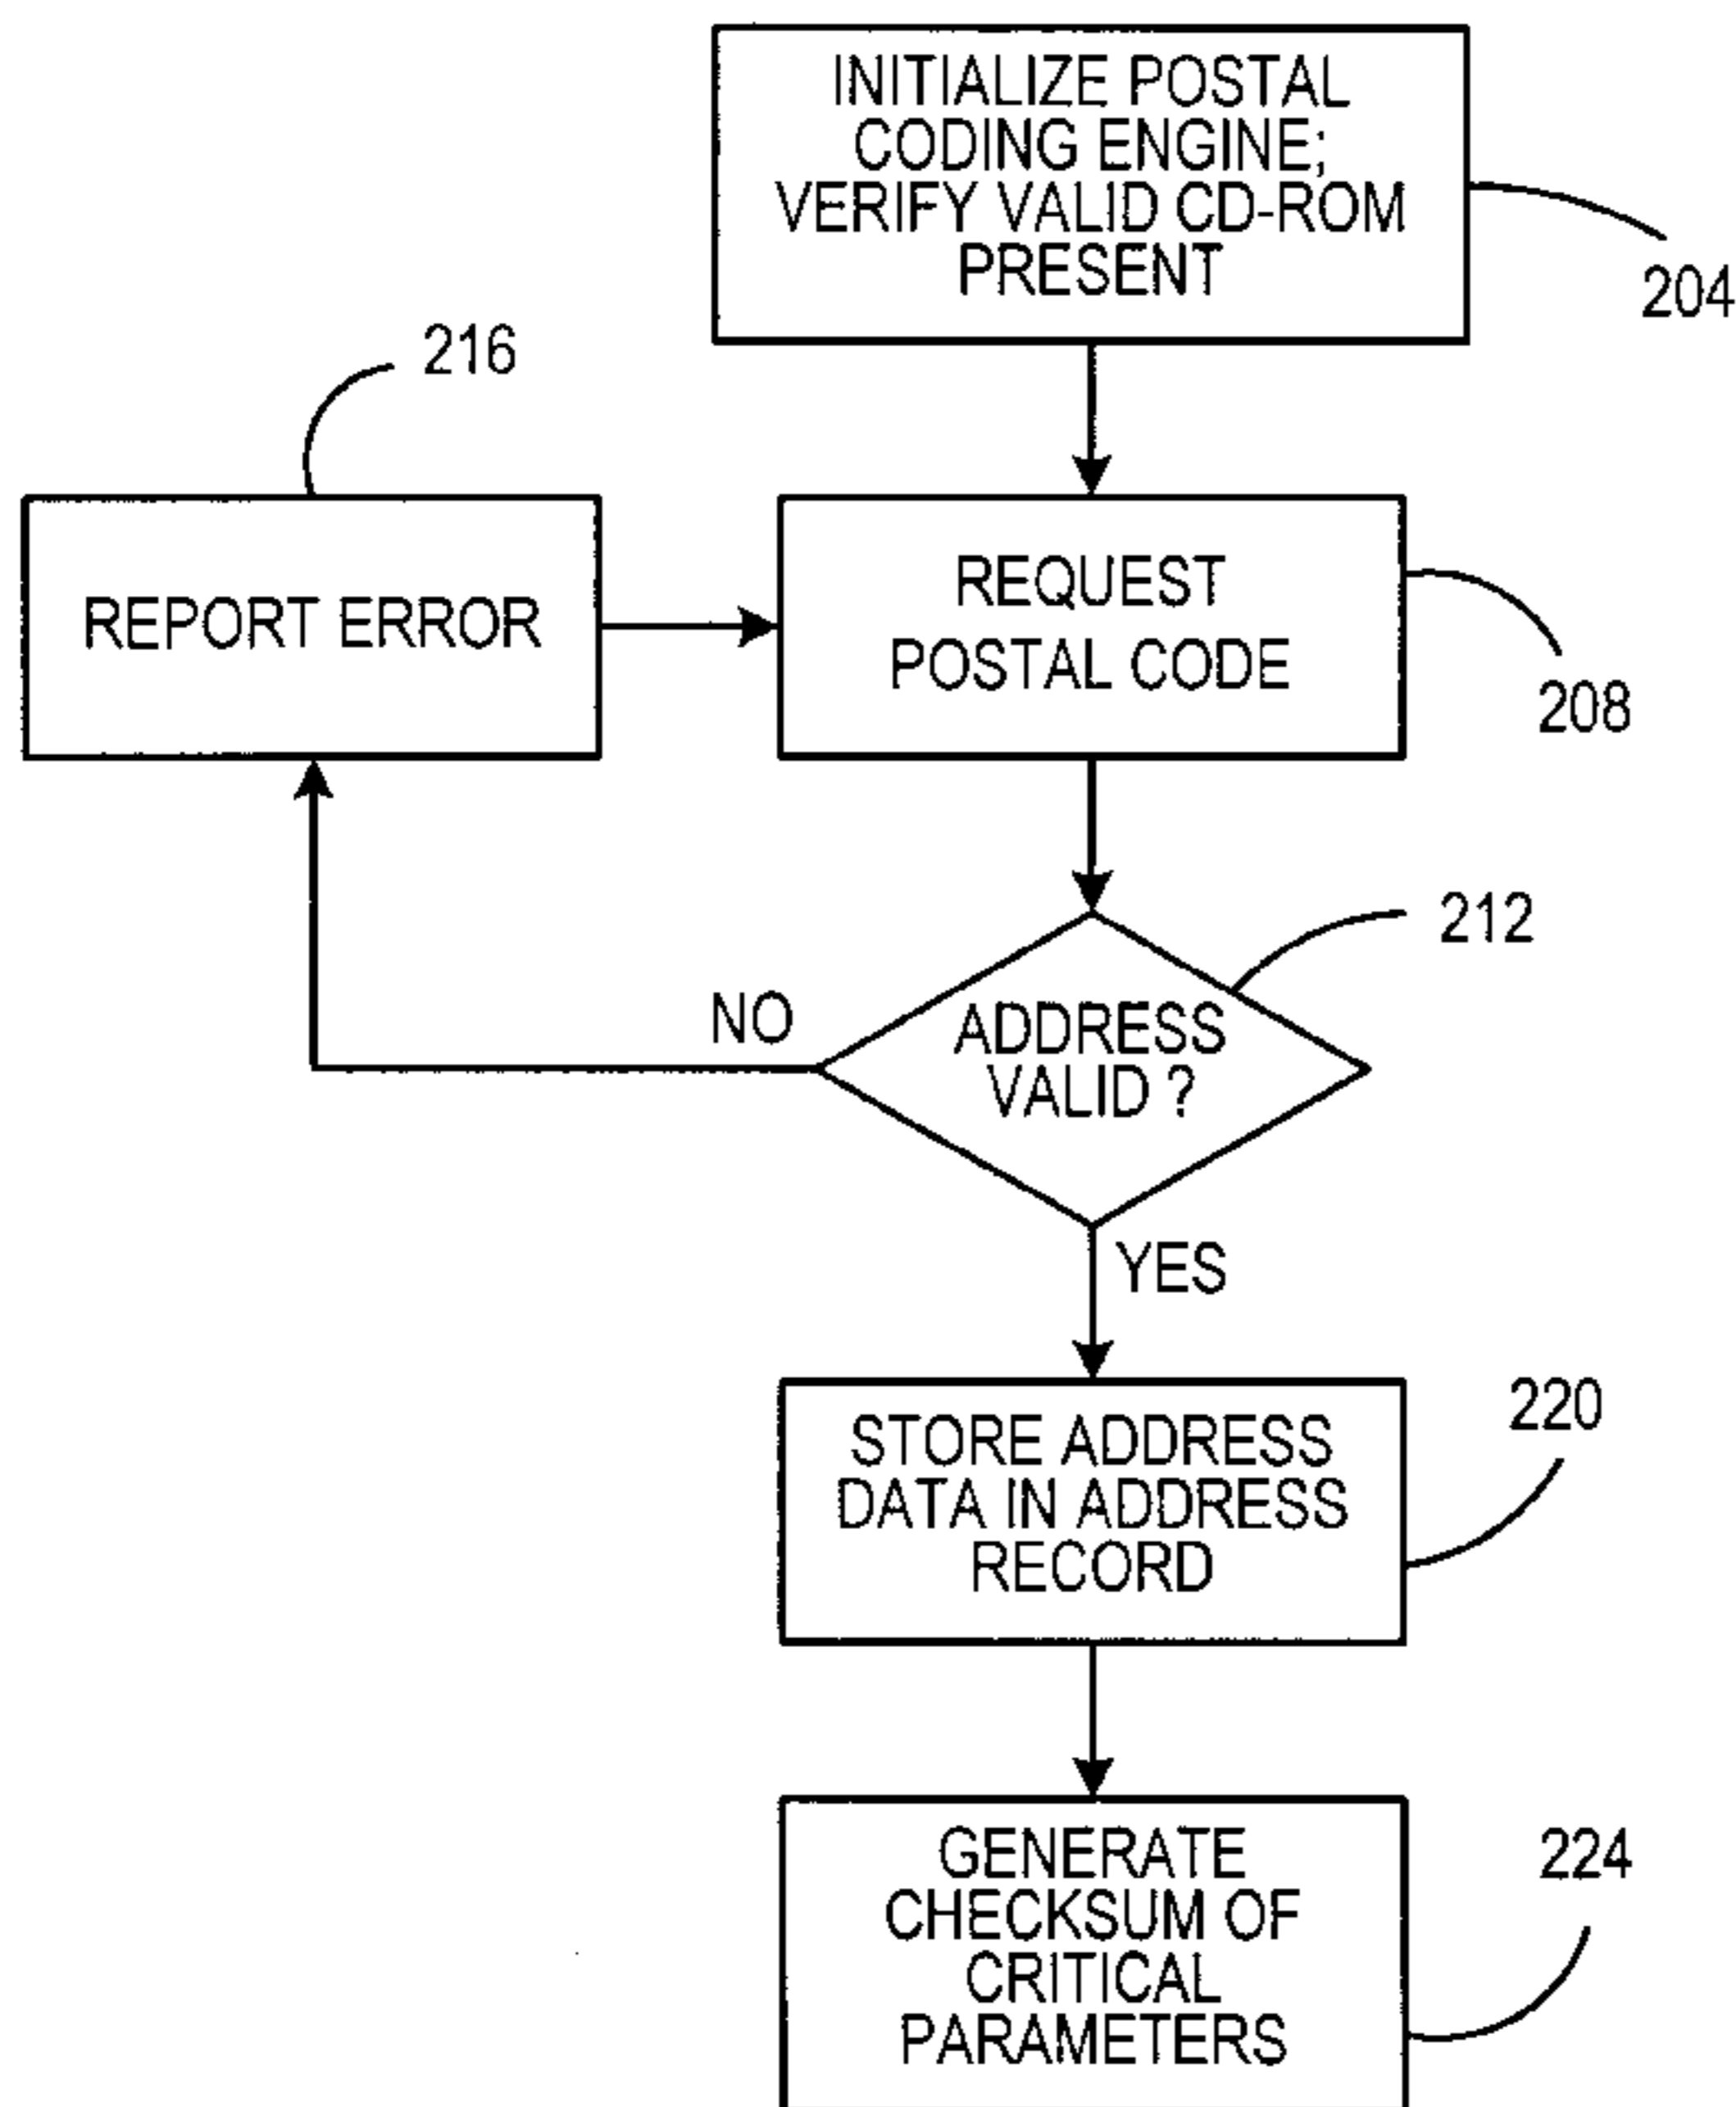 INITIALIZE POSTAL
CODING ENGINE;
VERIFY VALID CD-ROM
PRESENT
204
216
REPORT ERROR
REQUEST
POSTAL CODE
208
212
NO
ADDRESS
VALID ?
YES
220
STORE ADDRESS
DATA IN ADDRESS
RECORD
224
GENERATE
CHECKSUM OF
CRITICAL
PARAMETERS